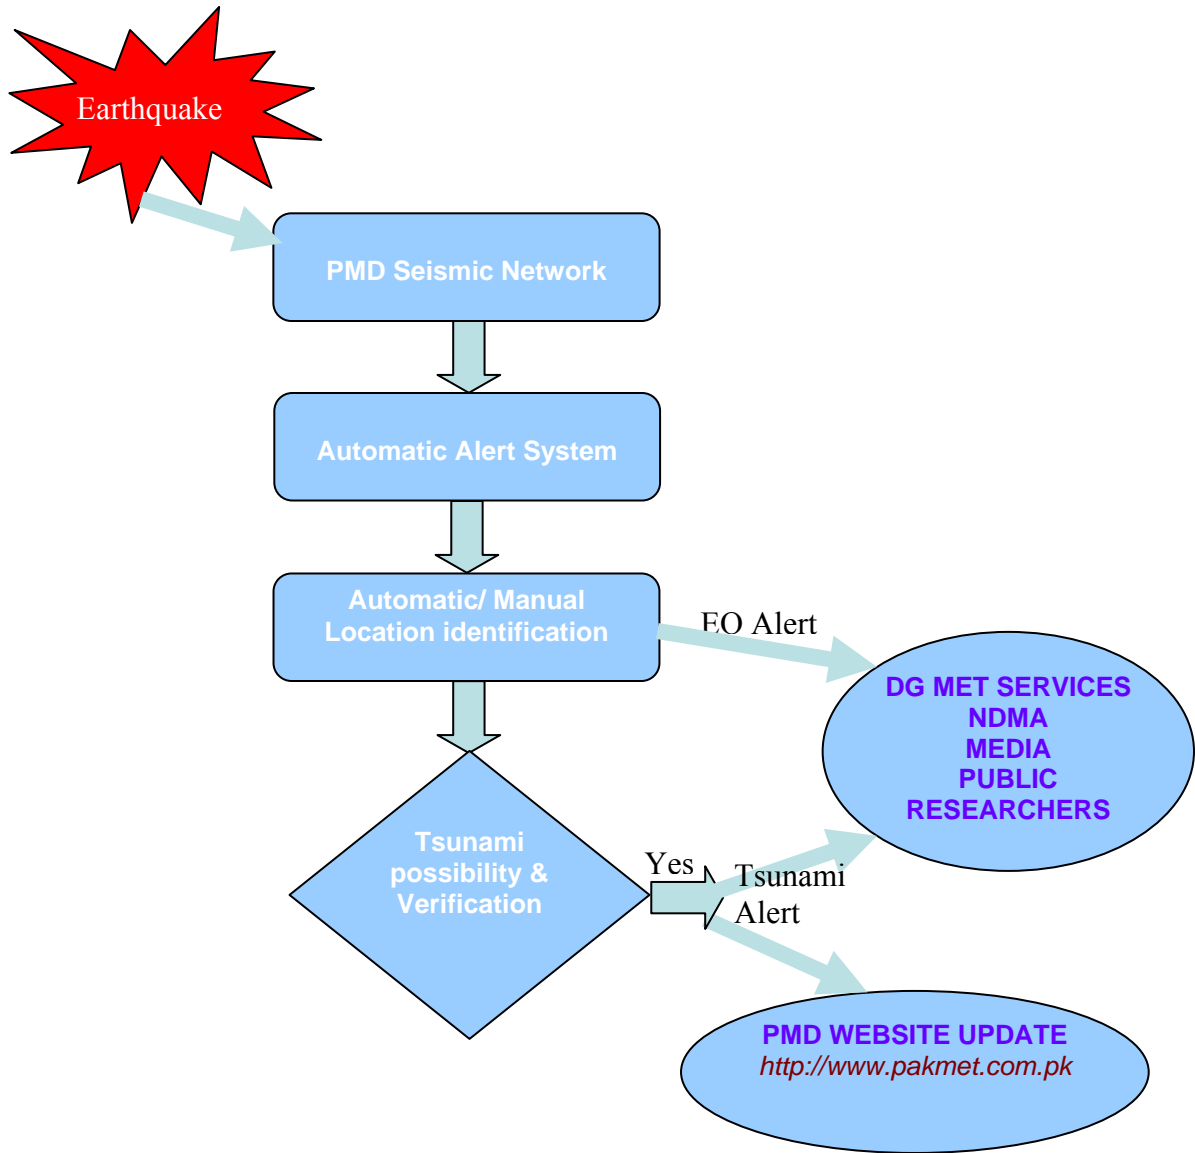 Earthquake
PMD Seismic Network
Automatic Alert System
Automatic/ Manual
Location identification
EO Alert
DG MET SERVICES
NDMA
MEDIA
PUBLIC
RESEARCHERS
Tsunami
possibility &
Verification
Yes
Tsunami
Alert
PMD WEBSITE UPDATE
http://www.pakmet.com.pk